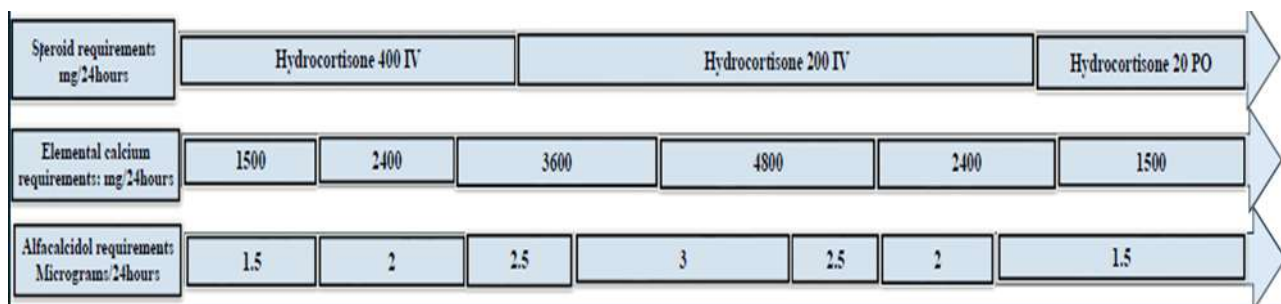 Steroid requirements
mg/24hours
Hydrocortisone 400 IV
Hydrocortisone 200 IV
Hydrocortisone 20 PO
Elemental calcium
requirements: mg/24hours
1500
2400
3600
4800
2400
1500
Alfacalcidol requirements
Micrograms/24hours
1.5
2
2.5
3
2.5
2
1.5